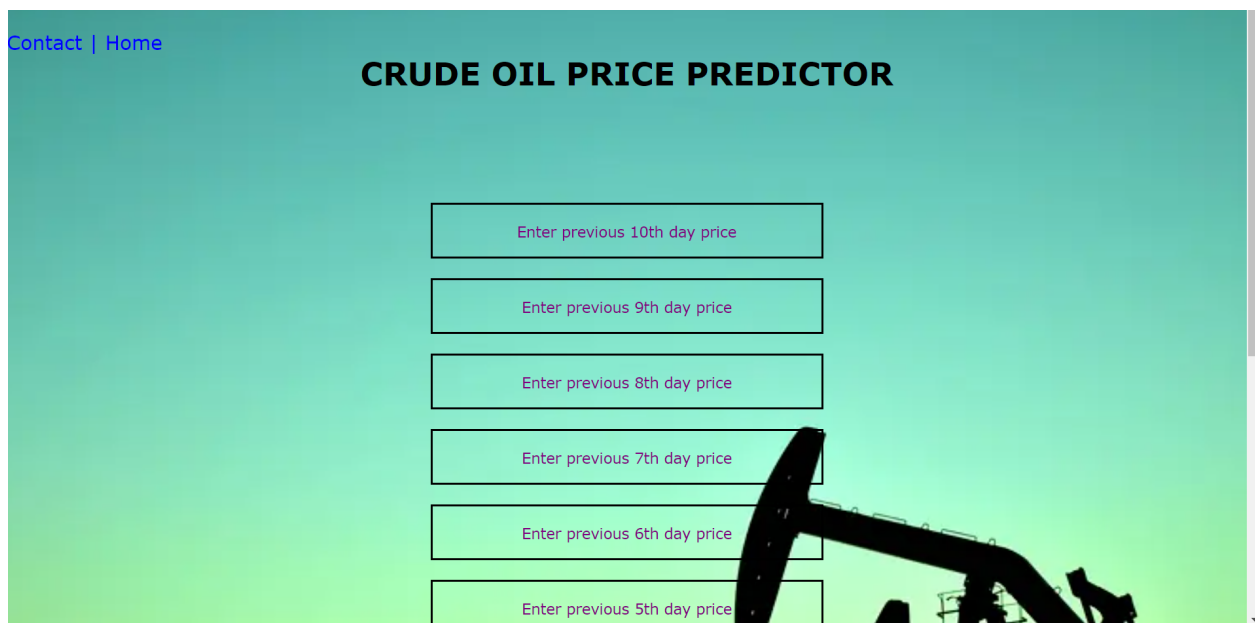 Contact | Home
CRUDE OIL PRICE PREDICTOR
Enter previous 10th day price
Enter previous 9th day price
Enter previous 8th day price
Enter previous 7th day price
Enter previous 6th day price
Enter previous 5th day price